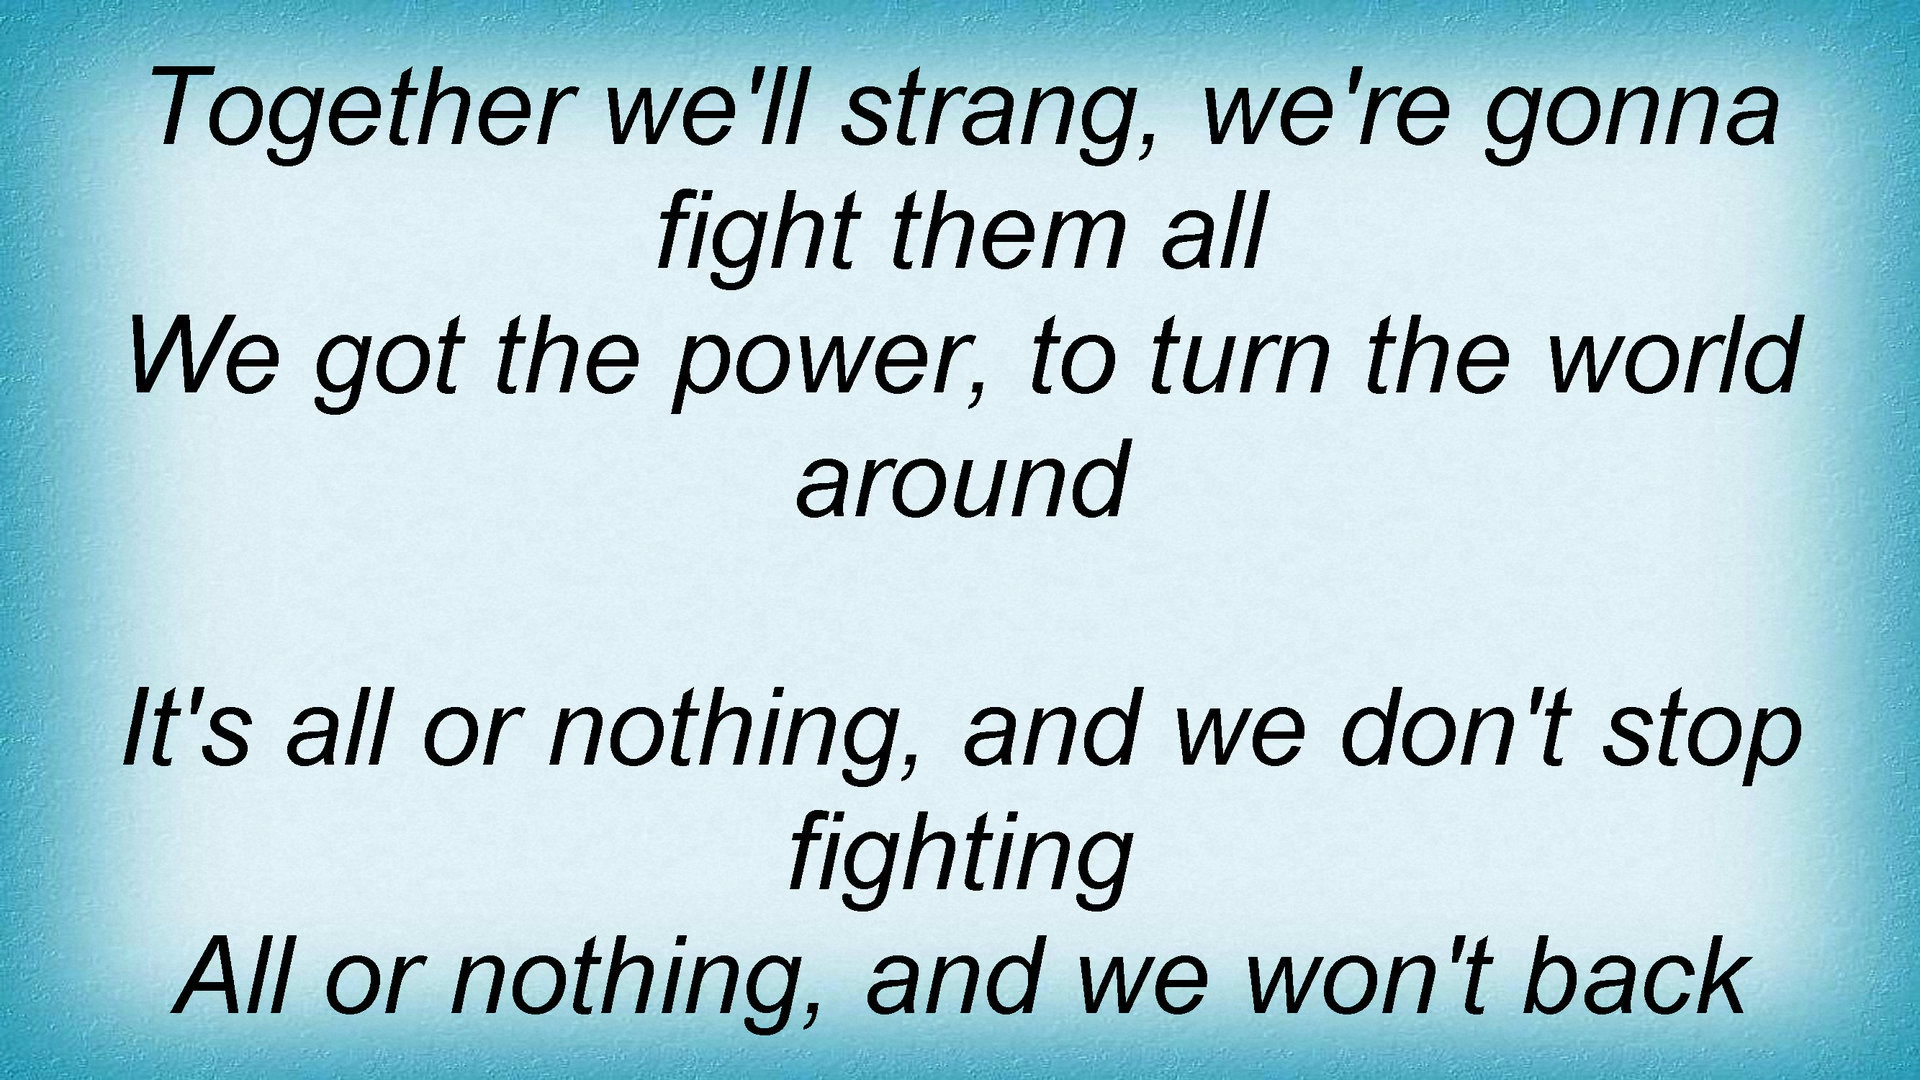 Together we'll strang, we're gonna
fight them all
We got the power, to turn the world
around
It's all or nothing, and we don't stop
fighting
All or nothing, and we won't back